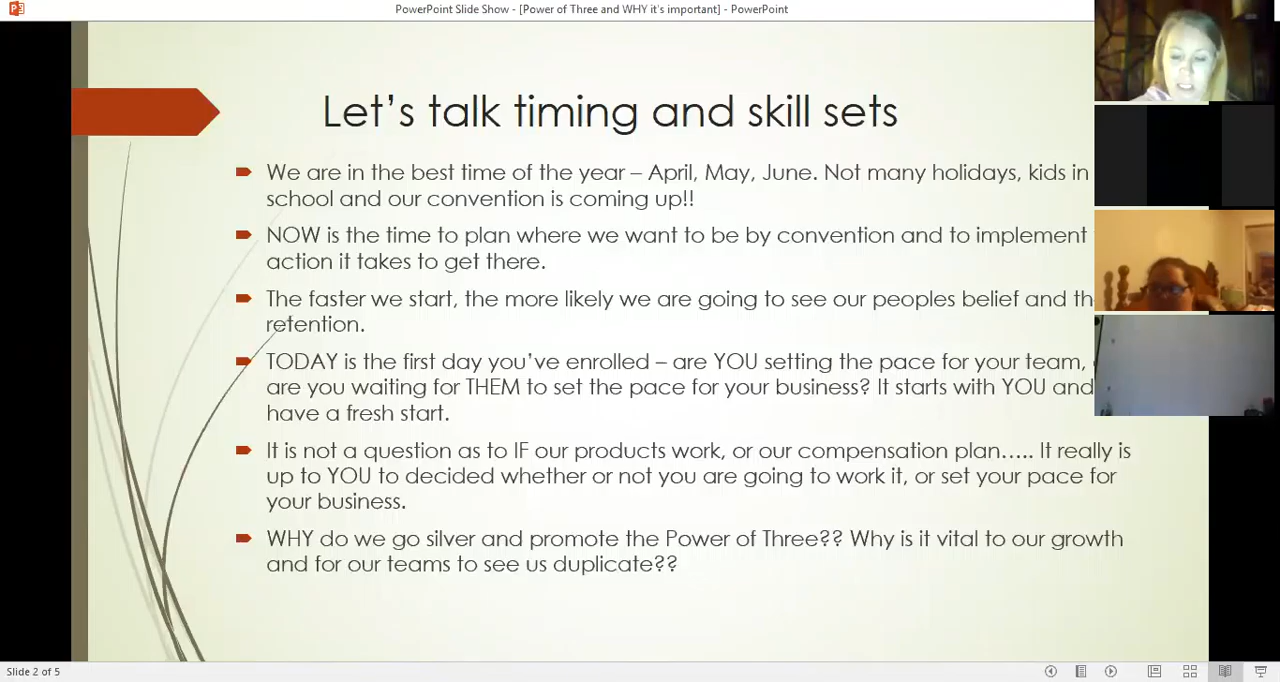 PowerPoint Slide Show - [Power of Three and WHY it's important] - PowerPoint
Let's talk timing and skill sets
We are in the best time of the year – April, May, June. Not many holidays, kids in
school and our convention is coming up!!
NOW is the time to plan where we want to be by convention and to implement
action it takes to get there.
The faster we start, the more likely we are going to see our peoples belief and
retention.
TODAY is the first day you've enrolled – are YOU setting the pace for your team,
are you waiting for THEM to set the pace for your business? It starts with YOU and
have a fresh start.
It is not a question as to IF our products work, or our compensation plan….. It really is
up to YOU to decided whether or not you are going to work it, or set your pace for
your business.
WHY do we go silver and promote the Power of Three?? Why is it vital to our growth
and for our teams to see us duplicate??
Slide 2 of 5